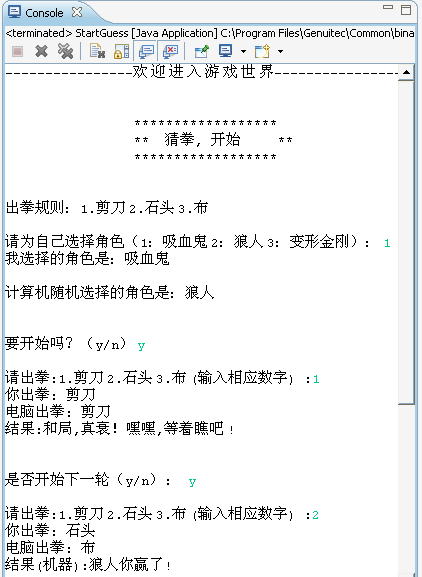 Console
<terminated> StartGuess [Java Application] C:\Program Files\Genuitec\Common\bina
----------------欢迎进入游戏世界----------------
******************
** 猜拳, 开始 **
******************
出拳规则: 1.剪刀 2.石头 3.布
请为自己选择角色（1: 吸血鬼 2: 狼人 3: 变形金刚）: 1
我选择的角色是: 吸血鬼
计算机随机选择的角色是: 狼人
要开始吗? （y/n）y
请出拳:1.剪刀 2.石头 3.布 (输入相应数字) :1
你出拳: 剪刀
电脑出拳: 剪刀
结果:和局,真衰! 嘿嘿,等着瞧吧 !
是否开始下一轮（y/n）: y
请出拳:1.剪刀 2.石头 3.布 (输入相应数字) :2
你出拳: 石头
电脑出拳: 布
结果(机器):狼人你赢了!